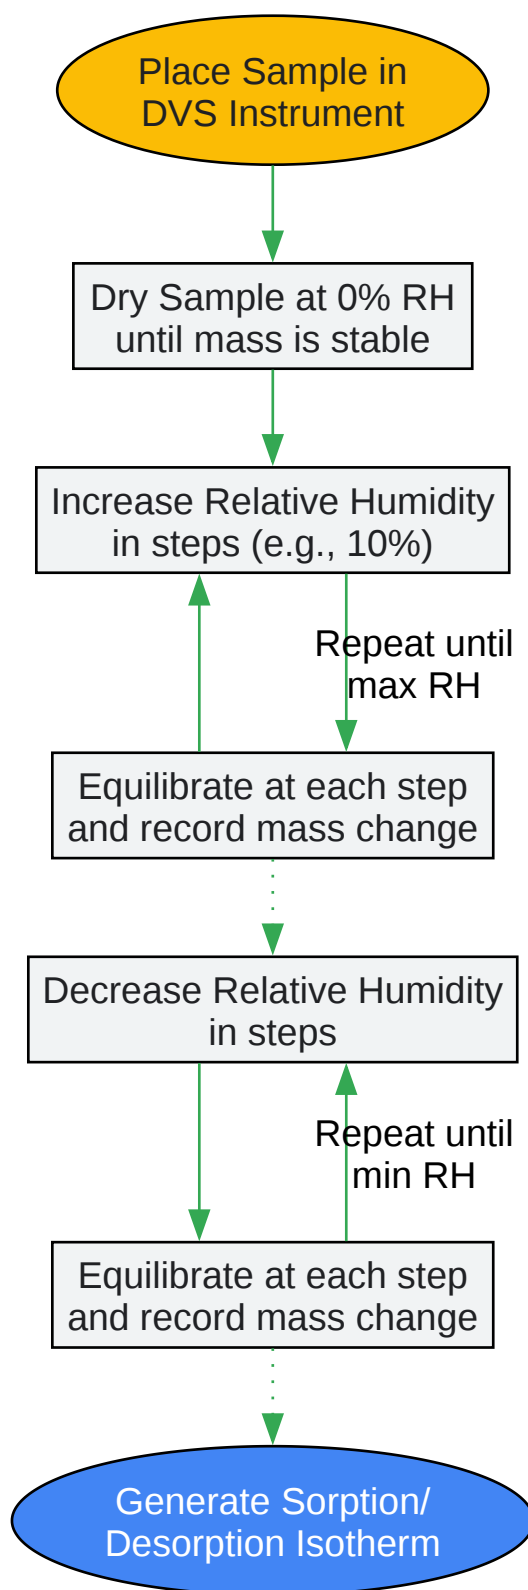 Place Sample in
DVS Instrument
Dry Sample at 0% RH
until mass is stable
Increase Relative Humidity
in steps (e.g., 10%)
Repeat until
max RH
Equilibrate at each step
and record mass change
Decrease Relative Humidity
in steps
Repeat until
min RH
Equilibrate at each step
and record mass change
Generate Sorption/
Desorption Isotherm